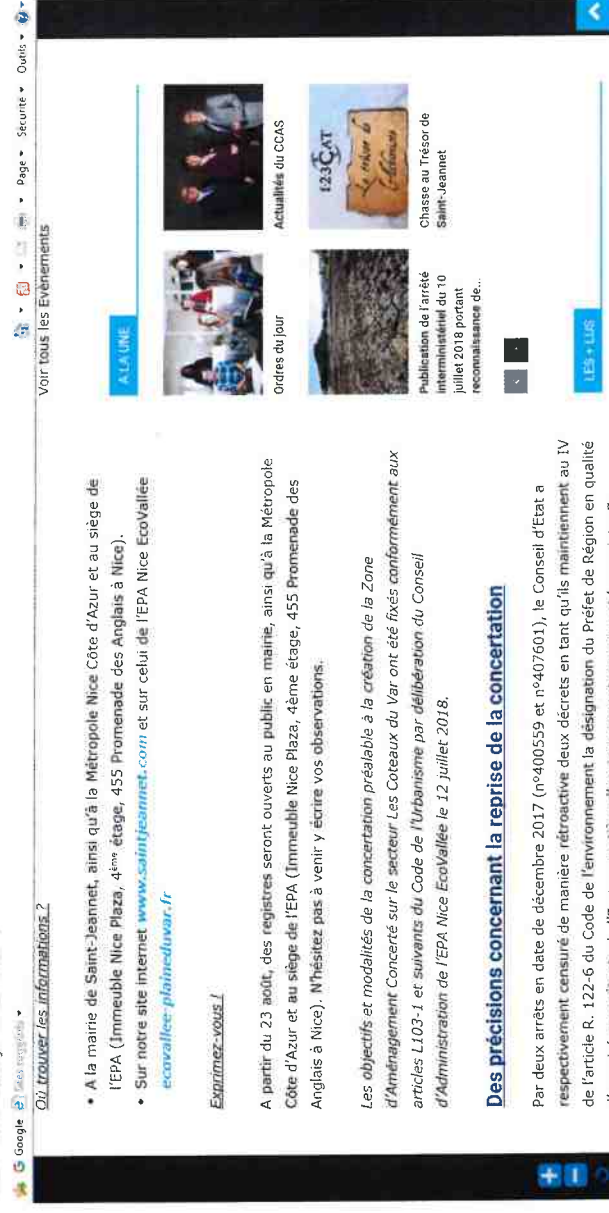 Google
Page
Sécurité
Outils
Où trouver les informations ?
• A la mairie de Saint-Jeannet, ainsi qu'à la Métropole Nice Côte d'Azur et au siège de
l'EPA (Immeuble Nice Plaza, 4ème étage, 455 Promenade des Anglais à Nice).
• Sur notre site internet www.saintjeannet.com et sur celui de l'EPA Nice EcoVallée
ecovallee-plaineduvar.fr
Exprimez-vous !
A partir du 23 août, des registres seront ouverts au public en mairie, ainsi qu'à la Métropole
Côte d'Azur et au siège de l'EPA (Immeuble Nice Plaza, 4ème étage, 455 Promenade des
Anglais à Nice). N'hésitez pas à venir y écrire vos observations.
Les objectifs et modalités de la concertation préalable à la création de la Zone
d'Aménagement Concerté sur le secteur Les Coteaux du Var ont été fixés conformément aux
articles L103-1 et suivants du Code de l'Urbanisme par délibération du Conseil
d'Administration de l'EPA Nice EcoVallée le 12 juillet 2018.
Des précisions concernant la reprise de la concertation
Par deux arrêts en date de décembre 2017 (n°400559 et n°407601), le Conseil d'Etat a
respectivement censuré de manière rétroactive deux décrets en tant qu'ils maintiennent au IV
de l'article R. 122-6 du Code de l'environnement la désignation du Préfet de Région en qualité
Voir tous les Evènements
A LA UNE
Ordres du jour
Actualités du CCAS
Publication de l'arrêté
interministériel du 10
juillet 2018 portant
reconnaissance de...
123 CAT
Chasse au Trésor de
Saint-Jeannet
LES + LUS